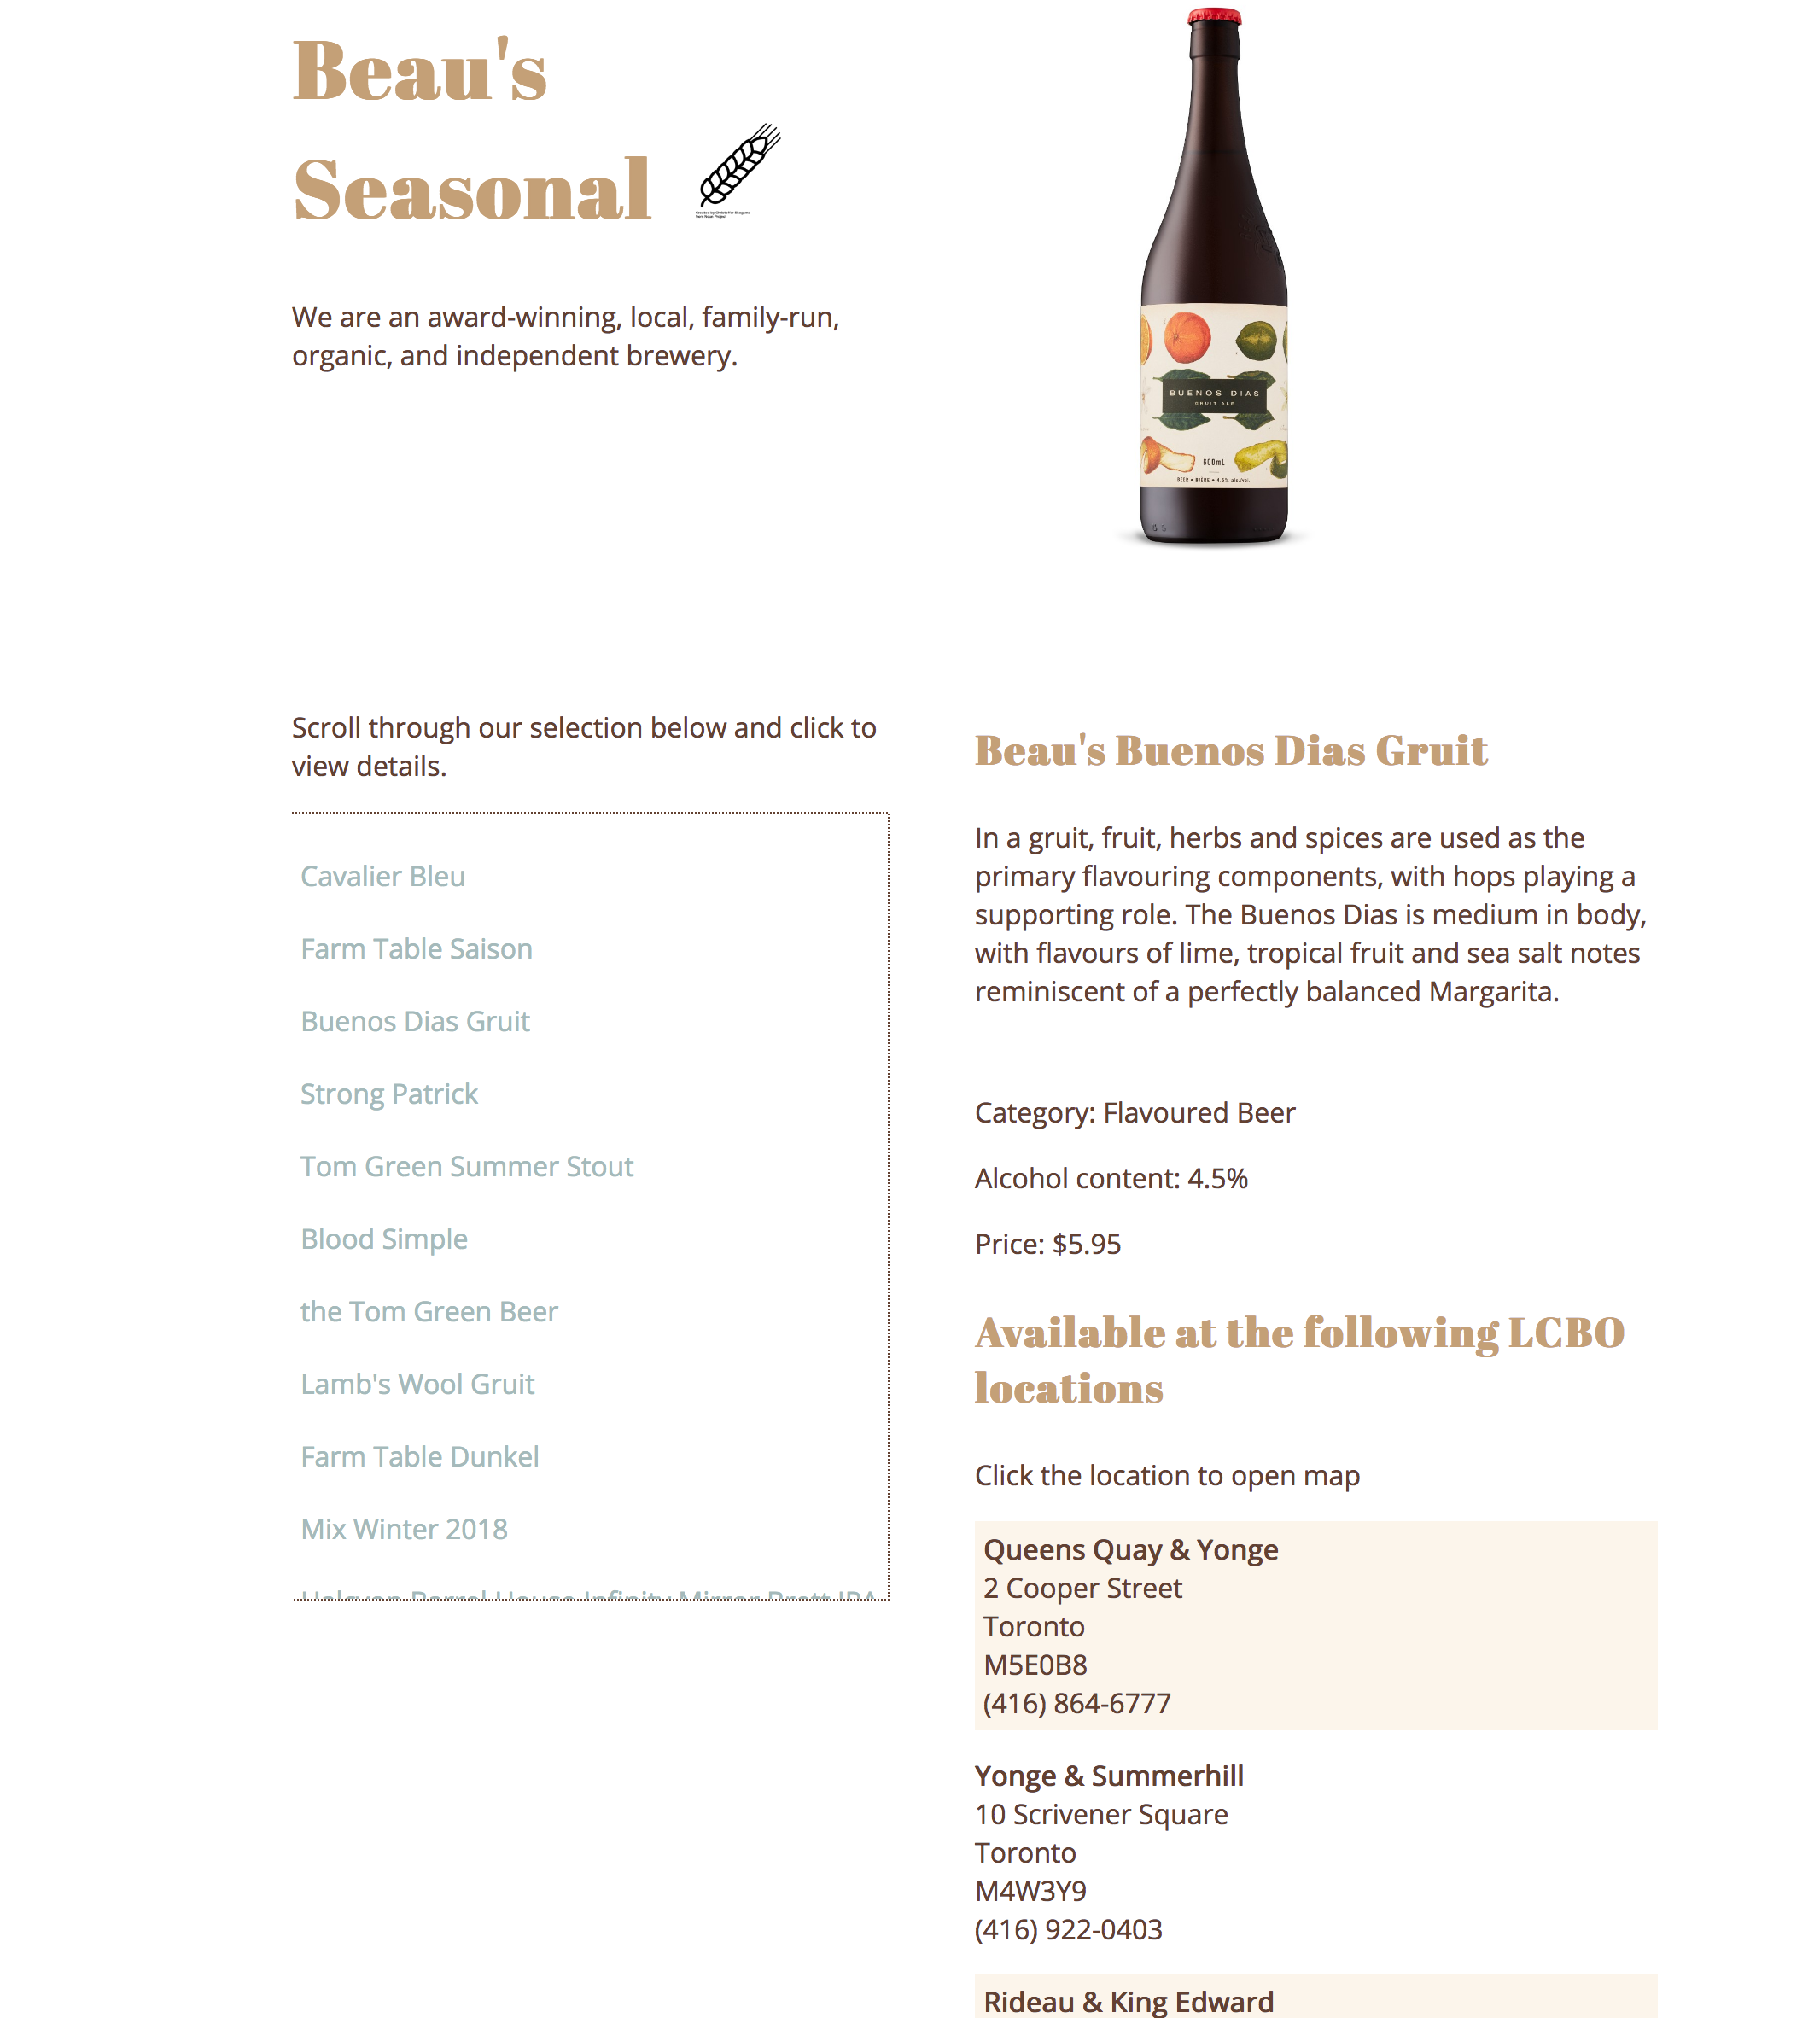 Beau's
Seasonal
We are an award-winning, local, family-run,
organic, and independent brewery.
BUENOS DIAS
GRUIT ALE
600mL
BEER • BIÈRE • 4.5% alc./vol.
Scroll through our selection below and click to
view details.
Cavalier Bleu
Farm Table Saison
Buenos Dias Gruit
Strong Patrick
Tom Green Summer Stout
Blood Simple
the Tom Green Beer
Lamb's Wool Gruit
Farm Table Dunkel
Mix Winter 2018
Halcyon Barrel House Infinity Mirror Brett IPA
Beau's Buenos Dias Gruit
In a gruit, fruit, herbs and spices are used as the
primary flavouring components, with hops playing a
supporting role. The Buenos Dias is medium in body,
with flavours of lime, tropical fruit and sea salt notes
reminiscent of a perfectly balanced Margarita.
Category: Flavoured Beer
Alcohol content: 4.5%
Price: $5.95
Available at the following LCBO
locations
Click the location to open map
Queens Quay & Yonge
2 Cooper Street
Toronto
M5E0B8
(416) 864-6777
Yonge & Summerhill
10 Scrivener Square
Toronto
M4W3Y9
(416) 922-0403
Rideau & King Edward